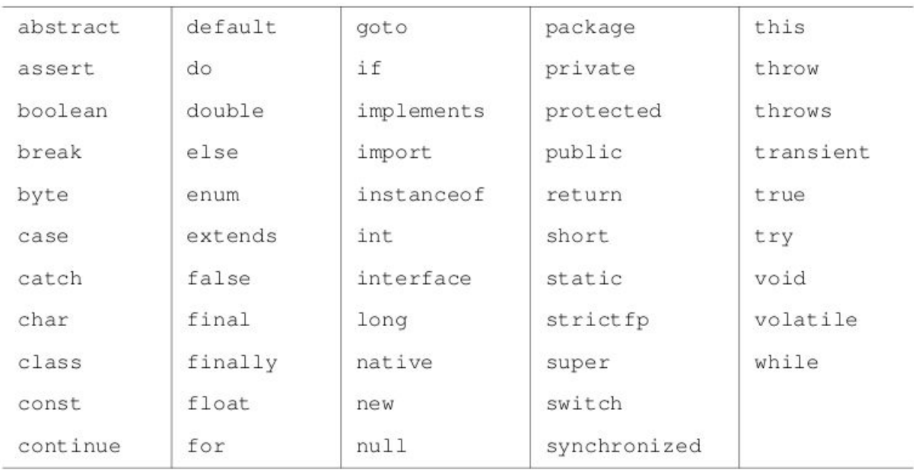 abstract default goto package this
assert do if private throw
boolean double implements protected throws
break else import public transient
byte enum instanceof return true
case extends int short try
catch false interface static void
char final long strictfp volatile
class finally native super while
const float new switch
continue for null synchronized